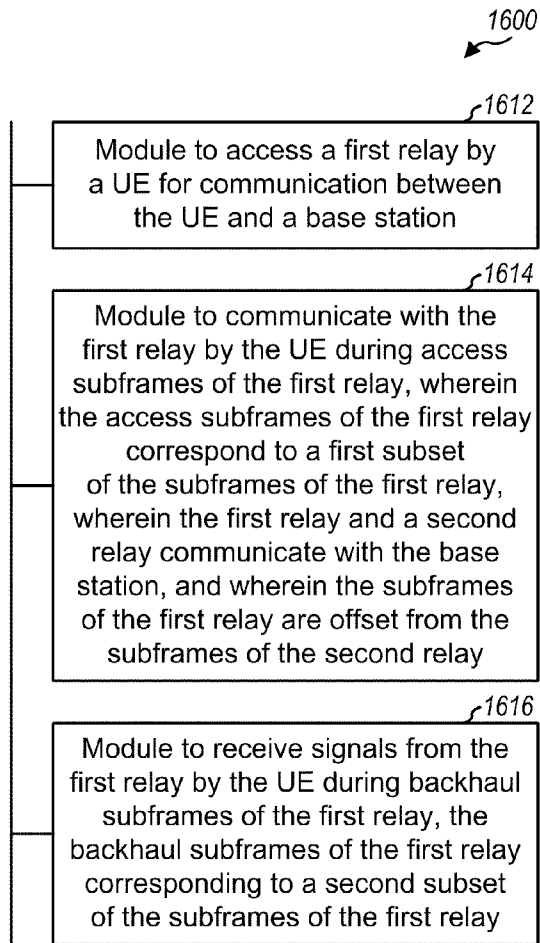 1600
1612
Module to access a first relay by
a UE for communication between
the UE and a base station
1614
Module to communicate with the
first relay by the UE during access
subframes of the first relay, wherein
the access subframes of the first relay
correspond to a first subset
of the subframes of the first relay,
wherein the first relay and a second
relay communicate with the base
station, and wherein the subframes
of the first relay are offset from the
subframes of the second relay
1616
Module to receive signals from the
first relay by the UE during backhaul
subframes of the first relay, the
backhaul subframes of the first relay
corresponding to a second subset
of the subframes of the first relay